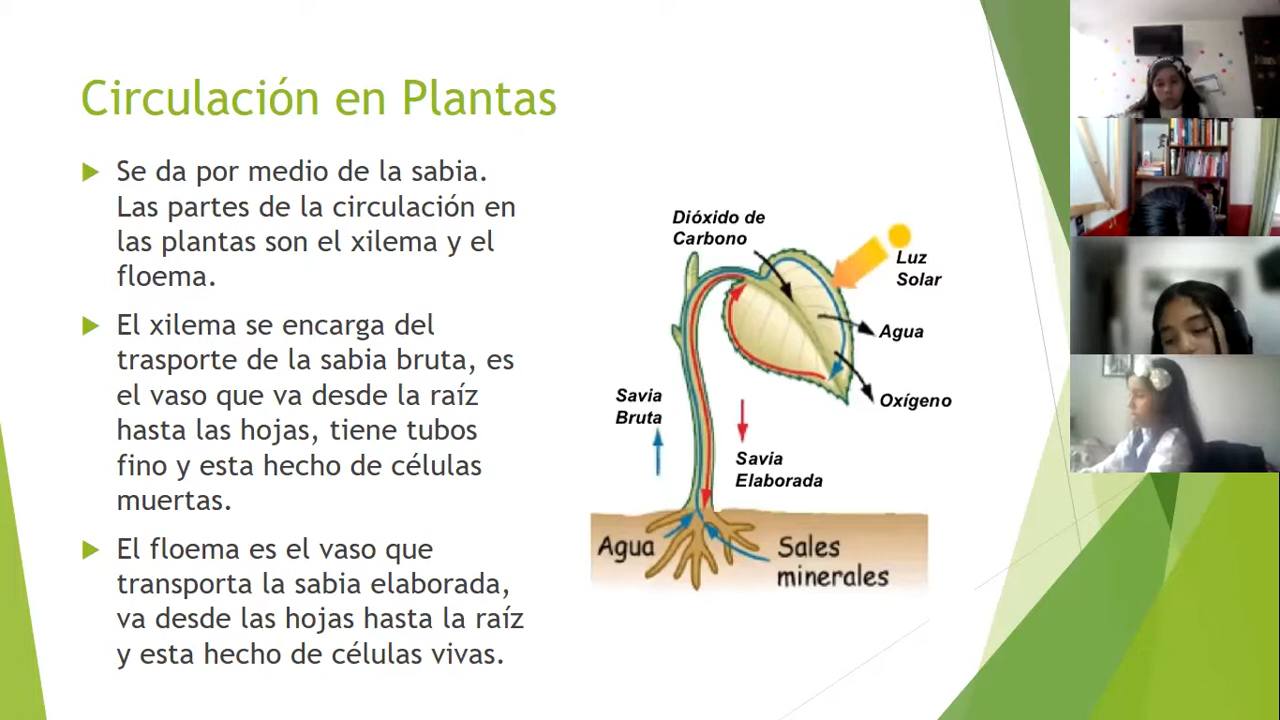 Circulación en Plantas
Se da por medio de la sabia.
Las partes de la circulación en
las plantas son el xilema y el
floema.
El xilema se encarga del
trasporte de la sabia bruta, es
el vaso que va desde la raíz
hasta las hojas, tiene tubos
fino y esta hecho de células
muertas.
El floema es el vaso que
transporta la sabia elaborada,
va desde las hojas hasta la raíz
y esta hecho de células vivas.
Dióxido de
Carbono
Luz
Solar
Agua
Oxígeno
Savia
Bruta
Savia
Elaborada
Agua
Sales
minerales